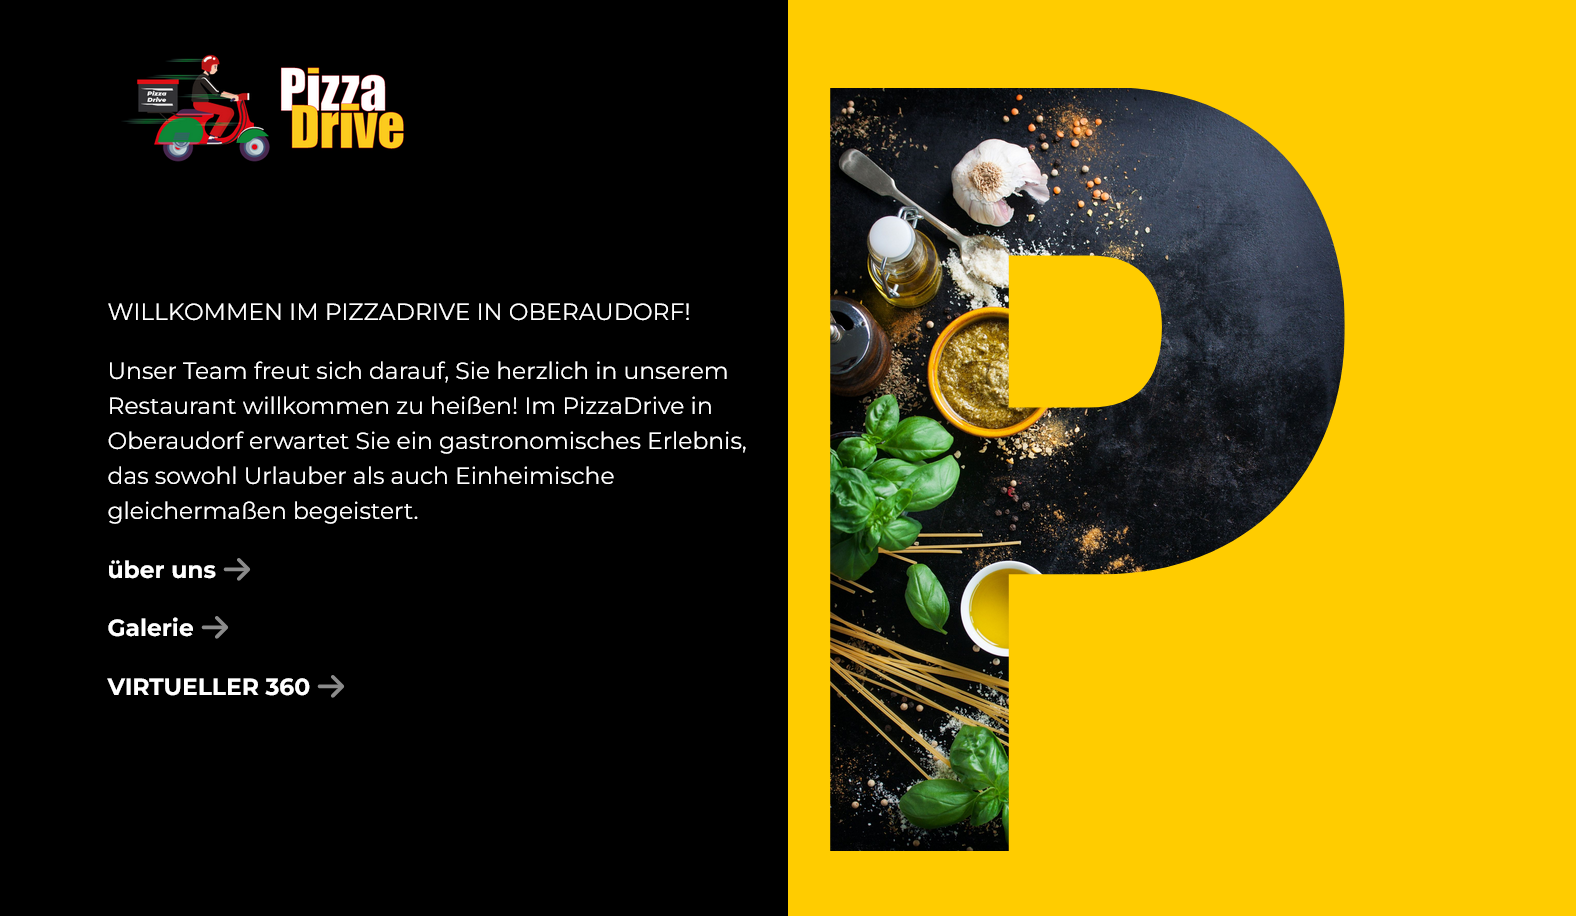 Pizza
Drive
Pizza
Drive
WILLKOMMEN IM PIZZADRIVE IN OBERAUDORF!
Unser Team freut sich darauf, Sie herzlich in unserem
Restaurant willkommen zu heißen! Im PizzaDrive in
Oberaudorf erwartet Sie ein gastronomisches Erlebnis,
das sowohl Urlauber als auch Einheimische
gleichermaßen begeistert.
über uns
Galerie
VIRTUELLER 360
P